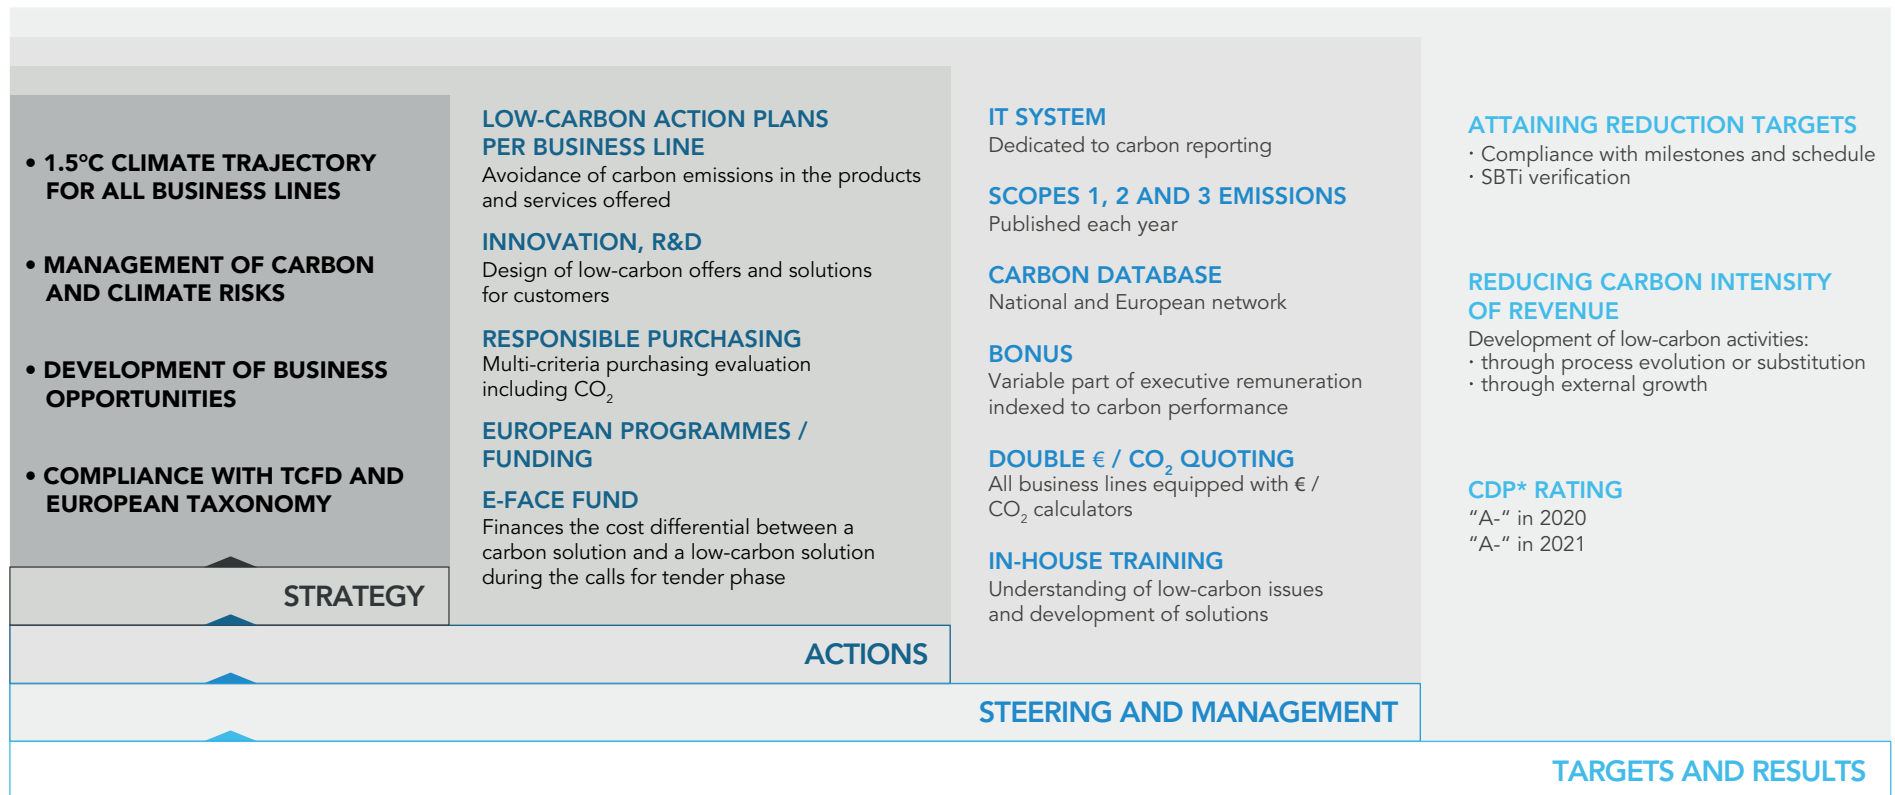 • 1.5°C CLIMATE TRAJECTORY
FOR ALL BUSINESS LINES
• MANAGEMENT OF CARBON
AND CLIMATE RISKS
• DEVELOPMENT OF BUSINESS
OPPORTUNITIES
• COMPLIANCE WITH TCFD AND
EUROPEAN TAXONOMY
STRATEGY
LOW-CARBON ACTION PLANS
PER BUSINESS LINE
Avoidance of carbon emissions in the products
and services offered
INNOVATION, R&D
Design of low-carbon offers and solutions
for customers
RESPONSIBLE PURCHASING
Multi-criteria purchasing evaluation
including CO₂
EUROPEAN PROGRAMMES /
FUNDING
E-FACE FUND
Finances the cost differential between a
carbon solution and a low-carbon solution
during the calls for tender phase
ACTIONS
IT SYSTEM
Dedicated to carbon reporting
SCOPES 1, 2 AND 3 EMISSIONS
Published each year
CARBON DATABASE
National and European network
BONUS
Variable part of executive remuneration
indexed to carbon performance
DOUBLE € / CO₂ QUOTING
All business lines equipped with € /
CO₂ calculators
IN-HOUSE TRAINING
Understanding of low-carbon issues
and development of solutions
STEERING AND MANAGEMENT
ATTAINING REDUCTION TARGETS
· Compliance with milestones and schedule
· SBTi verification
REDUCING CARBON INTENSITY
OF REVENUE
Development of low-carbon activities:
· through process evolution or substitution
· through external growth
CDP* RATING
“A-“ in 2020
“A-“ in 2021
TARGETS AND RESULTS